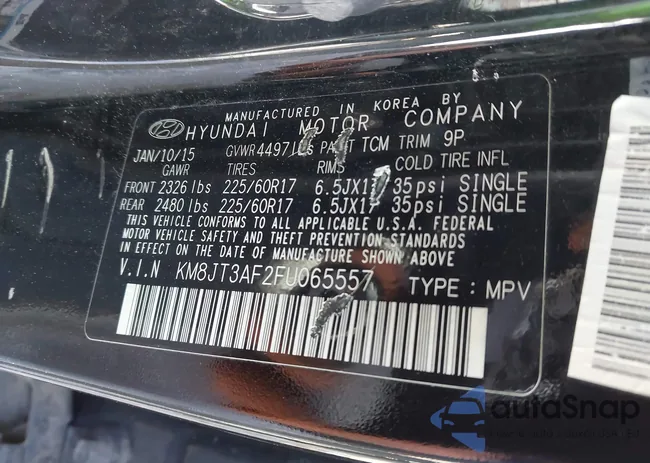 MANUFACTURED IN KOREA BY
HYUNDAI MOTOR COMPANY
JAN/10/15 GVWR 4497 lbs PAINT TCM TRIM 9P
GAWR TIRES RIMS COLD TIRE INFL
FRONT 2326 lbs 225/60R17 6.5JX17 35psi SINGLE
REAR 2480 lbs 225/60R17 6.5JX17 35psi SINGLE
THIS VEHICLE CONFORMS TO ALL APPLICABLE U.S.A. FEDERAL
MOTOR VEHICLE SAFETY AND THEFT PREVENTION STANDARDS
IN EFFECT ON THE DATE OF MANUFACTURE SHOWN ABOVE.
V.I.N KM8JT3AF2FU065557 TYPE : MPV
autoSnap